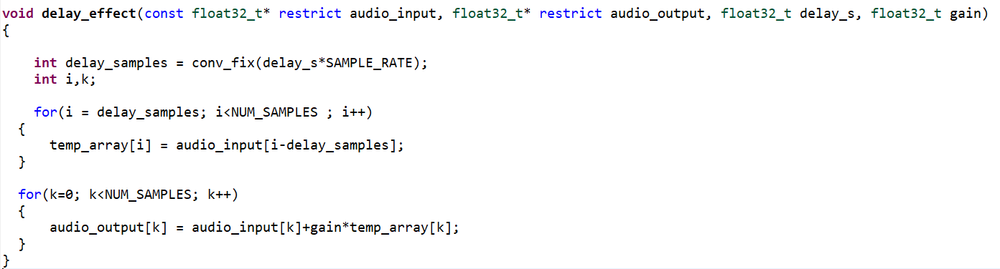 void delay_effect(const float32_t* restrict audio_input, float32_t* restrict audio_output, float32_t delay_s, float32_t gain)
{
int delay_samples = conv_fix(delay_s*SAMPLE_RATE);
int i,k;
for(i = delay_samples; i<NUM_SAMPLES ; i++)
{
temp_array[i] = audio_input[i-delay_samples];
}
for(k=0; k<NUM_SAMPLES; k++)
{
audio_output[k] = audio_input[k]+gain*temp_array[k];
}
}